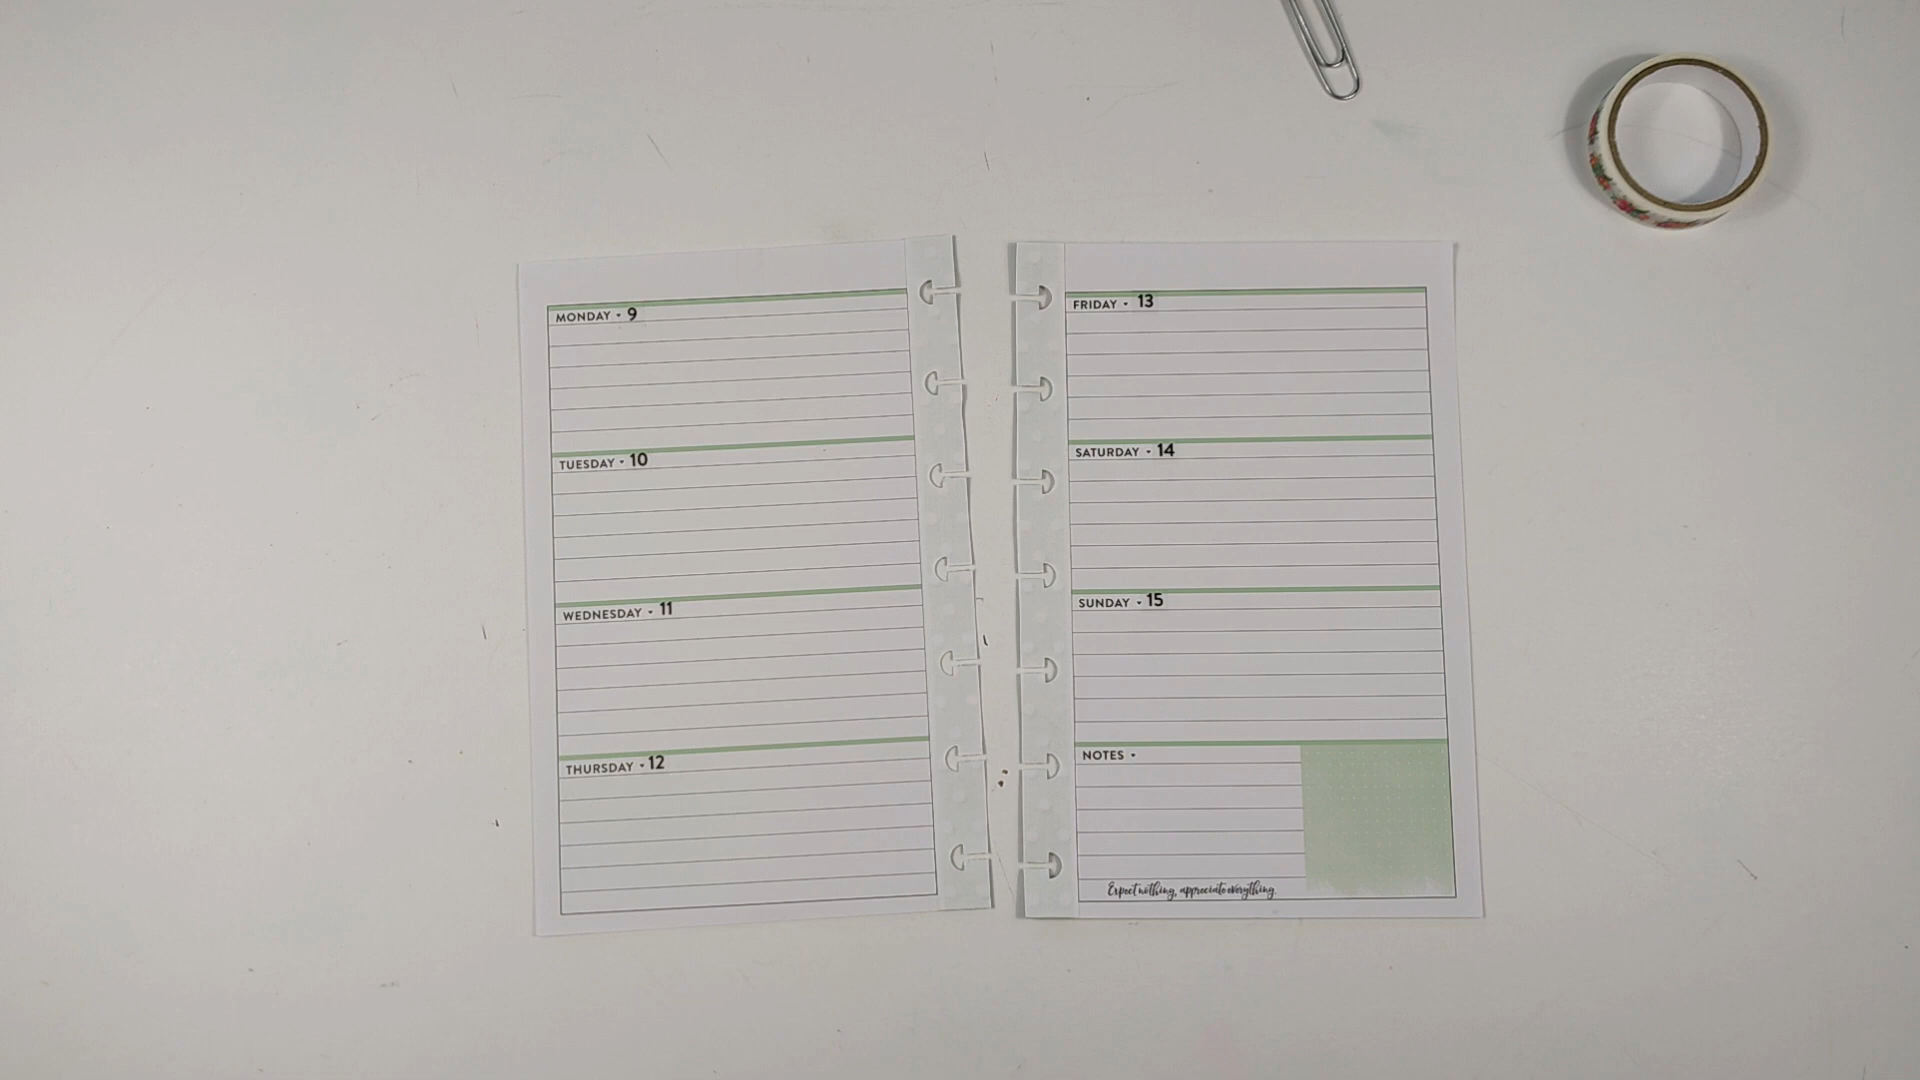 MONDAY • 9
TUESDAY • 10
WEDNESDAY • 11
THURSDAY • 12
FRIDAY • 13
SATURDAY • 14
SUNDAY • 15
NOTES •
Expect nothing, appreciate everything.